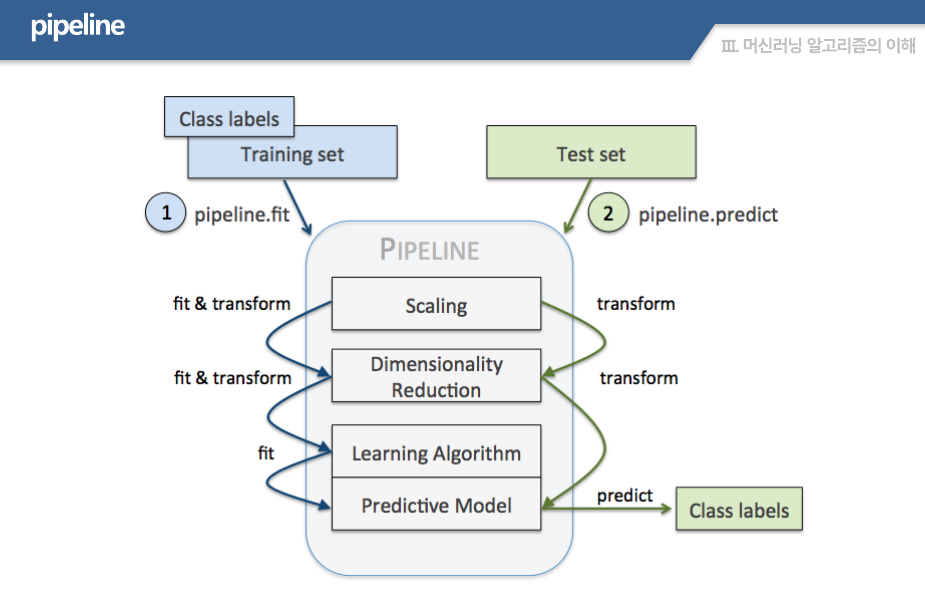 pipeline
Ⅲ. 머신러닝 알고리즘의 이해
Class labels
Training set
Test set
1
pipeline.fit
2
pipeline.predict
PIPELINE
fit & transform
Scaling
transform
fit & transform
Dimensionality
Reduction
transform
fit
Learning Algorithm
Predictive Model
predict
Class labels